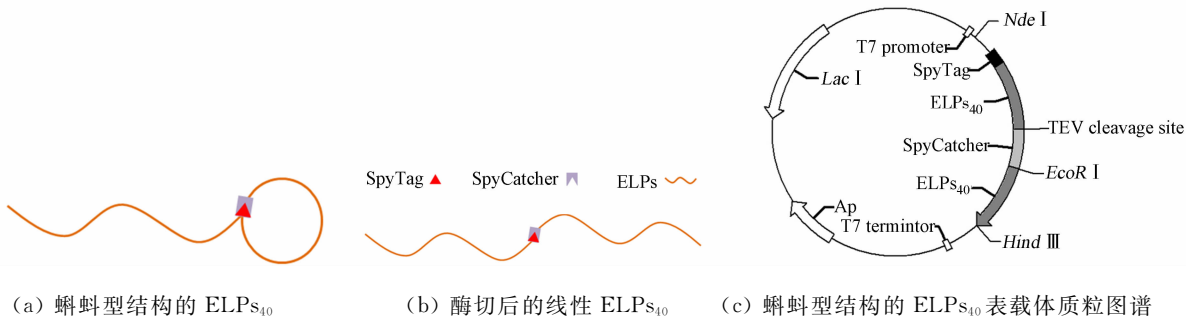 SpyTag SpyCatcher ELPs
Nde Ⅰ
T7 promoter
SpyTag
Lac Ⅰ
ELPs40
TEV cleavage site
SpyCatcher
EcoR Ⅰ
ELPs40
Ap
T7 termintor
Hind Ⅲ
(a) 蝌蚪型结构的 ELPs40
(b) 酶切后的线性 ELPs40
(c) 蝌蚪型结构的 ELPs40 表载体质粒图谱